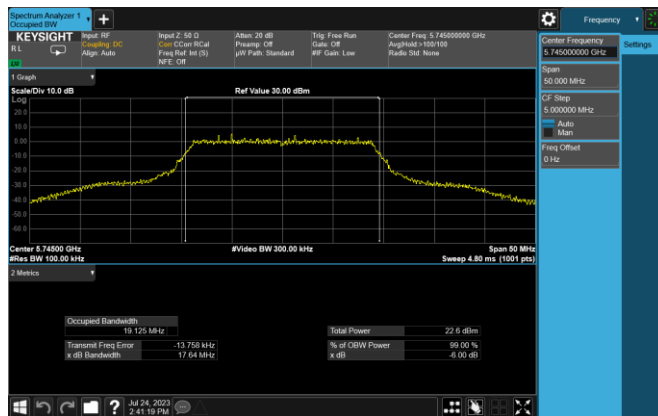 Spectrum Analyzer 1
Occupied BW
Frequency
KEYSIGHT
R L
LM
Input: RF
Coupling: DC
Align: Auto
Input Z: 50 Ω
Corr CCorr RCal
Freq Ref: Int (S)
NFE: Off
Atten: 20 dB
Preamp: Off
µW Path: Standard
Trig: Free Run
Gate: Off
#IF Gain: Low
Center Freq: 5.745000000 GHz
Avg|Hold:>100/100
Radio Std: None
Center Frequency
5.745000000 GHz
Settings
Span
50.000 MHz
CF Step
5.000000 MHz
Auto
Man
Freq Offset
0 Hz
1 Graph
Scale/Div 10.0 dB
Ref Value 30.00 dBm
Log
20.0
10.0
0.00
-10.0
-20.0
-30.0
-40.0
-50.0
-60.0
Center 5.74500 GHz
#Video BW 300.00 kHz
Span 50 MHz
#Res BW 100.00 kHz
Sweep 4.80 ms (1001 pts)
2 Metrics
Occupied Bandwidth
19.125 MHz
Total Power 22.6 dBm
Transmit Freq Error -13.758 kHz
% of OBW Power 99.00 %
x dB Bandwidth 17.64 MHz
x dB -6.00 dB
?
Jul 24, 2023
2:41:19 PM